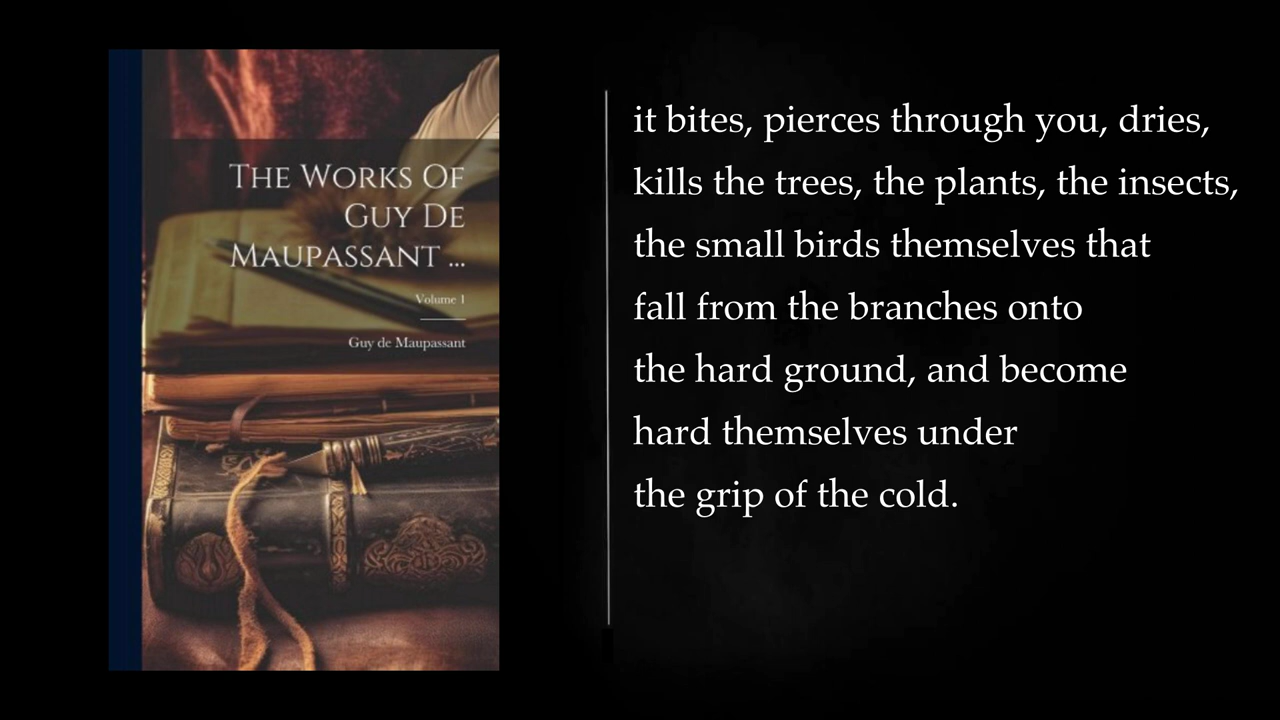 The Works Of
Guy De
Maupassant ...
Volume 1
Guy de Maupassant
it bites, pierces through you, dries,
kills the trees, the plants, the insects,
the small birds themselves that
fall from the branches onto
the hard ground, and become
hard themselves under
the grip of the cold.